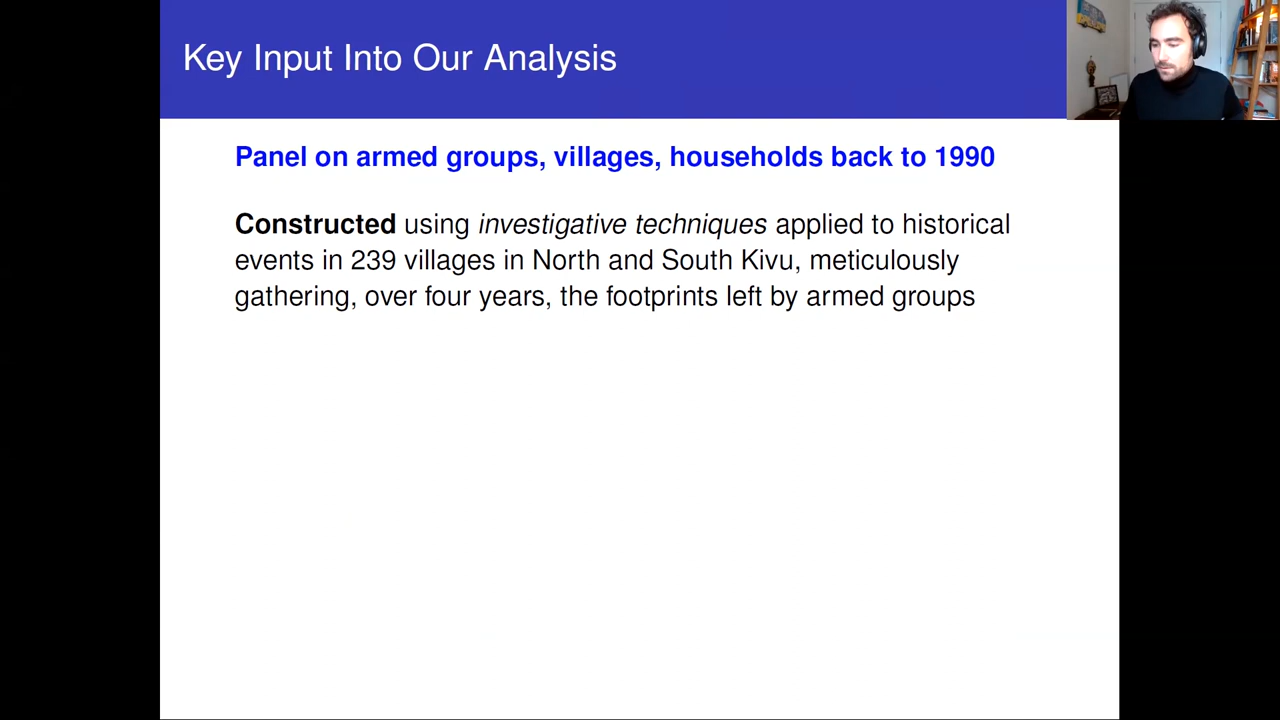 Key Input Into Our Analysis
Panel on armed groups, villages, households back to 1990
Constructed using investigative techniques applied to historical
events in 239 villages in North and South Kivu, meticulously
gathering, over four years, the footprints left by armed groups